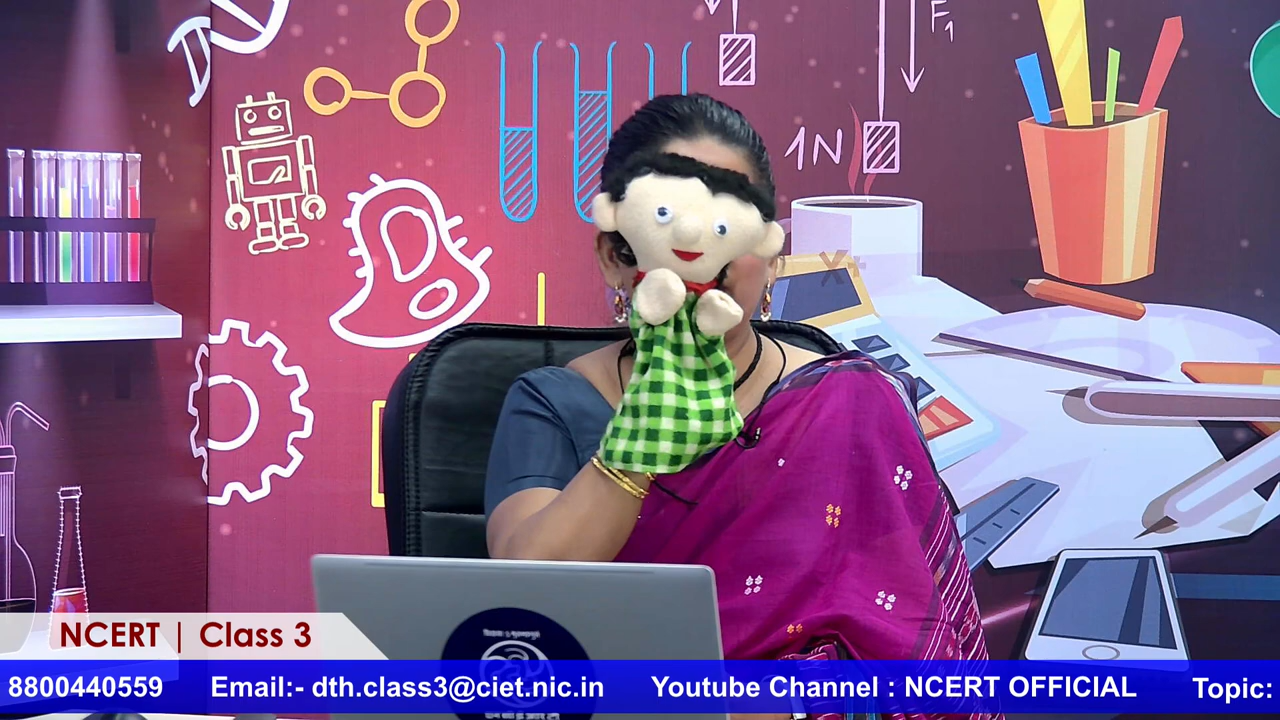 F1
1N
NCERT | Class 3
8800440559 Email:- dth.class3@ciet.nic.in Youtube Channel : NCERT OFFICIAL Topic: